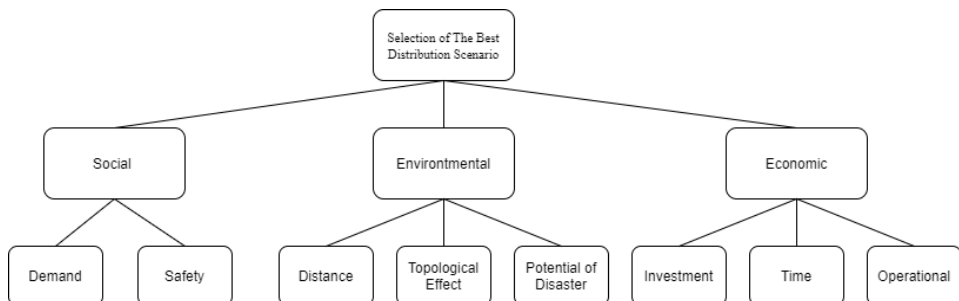 Selection of The Best
Distribution Scenario
Social
Environtmental
Economic
Demand
Safety
Distance
Topological
Effect
Potential of
Disaster
Investment
Time
Operational